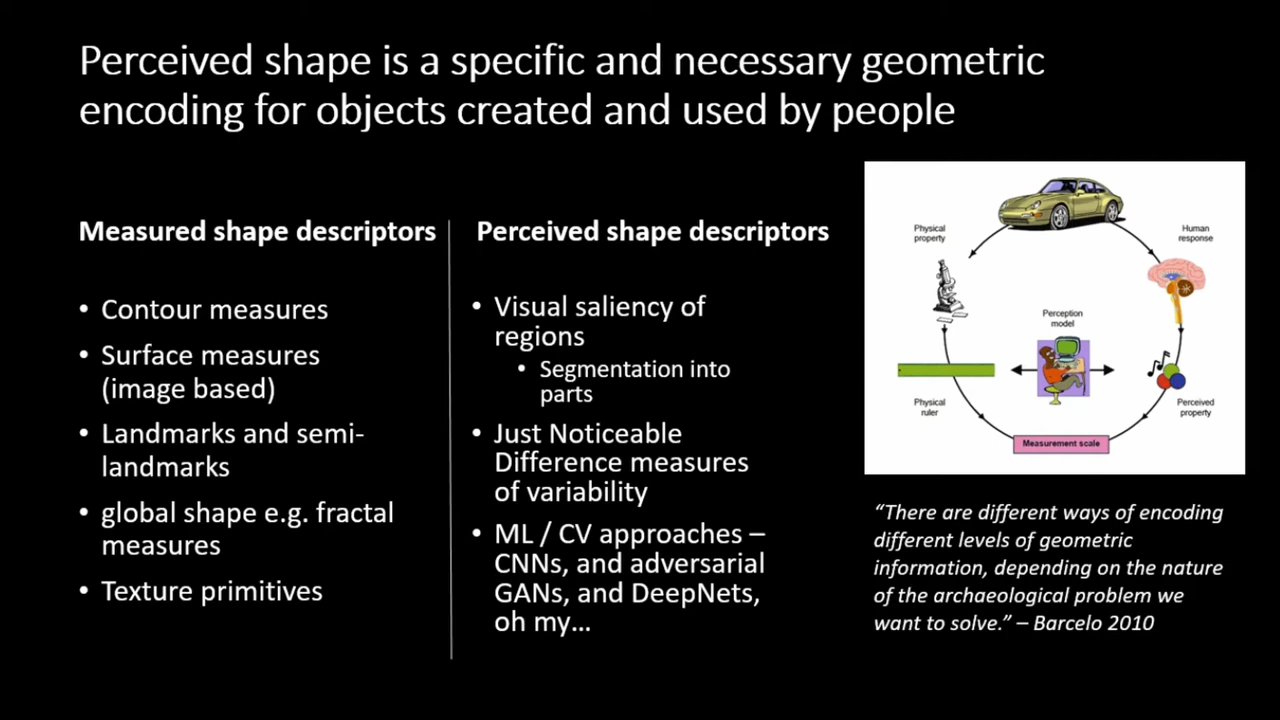 Perceived shape is a specific and necessary geometric
encoding for objects created and used by people
Measured shape descriptors
• Contour measures
• Surface measures
(image based)
• Landmarks and semi-
landmarks
• global shape e.g. fractal
measures
• Texture primitives
Perceived shape descriptors
• Visual saliency of
regions
• Segmentation into
parts
• Just Noticeable
Difference measures
of variability
• ML / CV approaches –
CNNs, and adversarial
GANs, and DeepNets,
oh my…
Physical
property
Human
response
Perception
model
Physical
ruler
Perceived
property
Measurement scale
“There are different ways of encoding
different levels of geometric
information, depending on the nature
of the archaeological problem we
want to solve.” – Barcelo 2010